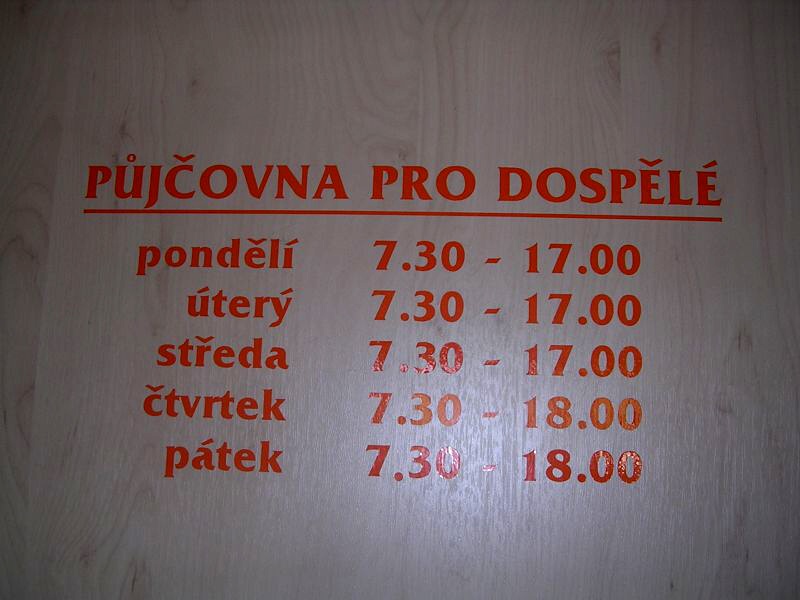 PŮJČOVNA PRO DOSPĚLÉ
pondělí 7.30 - 17.00
úterý 7.30 - 17.00
středa 7.30 - 17.00
čtvrtek 7.30 - 18.00
pátek 7.30 - 18.00